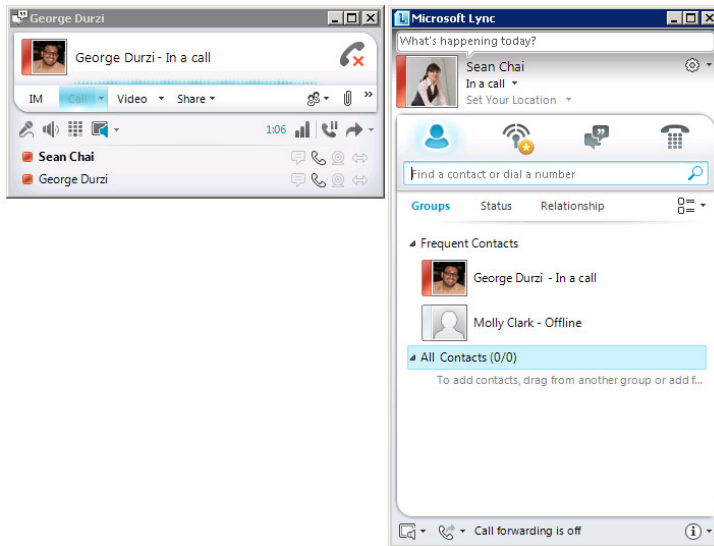 George Durzi
George Durzi - In a call
IM Call Video Share
1:06
Sean Chai
George Durzi
Microsoft Lync
What's happening today?
Sean Chai
In a call
Set Your Location
Find a contact or dial a number
Groups Status Relationship
Frequent Contacts
George Durzi - In a call
Molly Clark - Offline
All Contacts (0/0)
To add contacts, drag from another group or add f...
Call forwarding is off